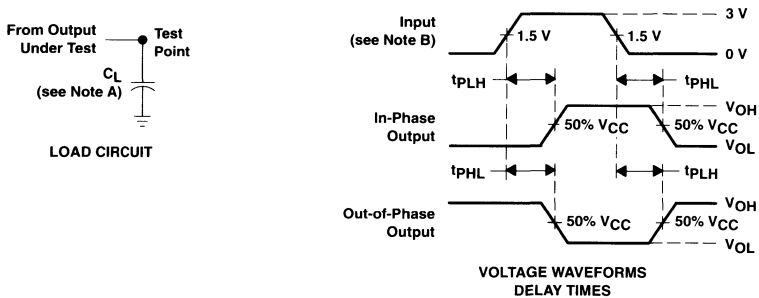 From Output
Under Test
Test
Point
CL
(see Note A)
LOAD CIRCUIT
Input
(see Note B)
1.5 V
1.5 V
3 V
0 V
tPLH
tPHL
In-Phase
Output
50% VCC
50% VCC
VOH
VOL
tPHL
tPLH
Out-of-Phase
Output
50% VCC
50% VCC
VOH
VOL
VOLTAGE WAVEFORMS
DELAY TIMES